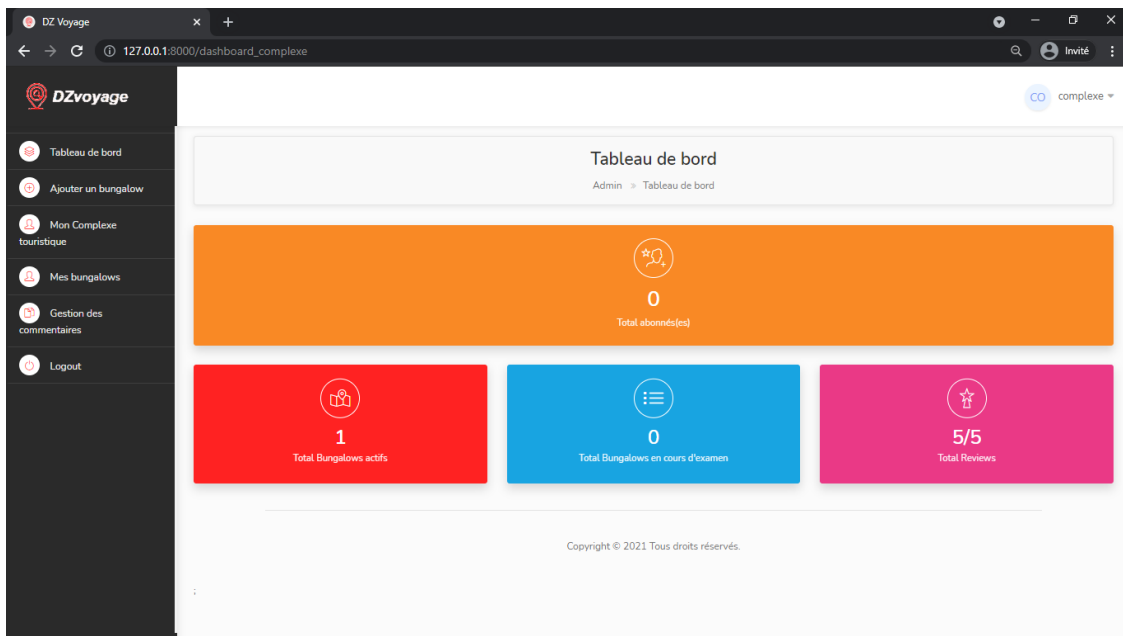 DZ Voyage
127.0.0.1:8000/dashboard_complexe
Invité
DZvoyage
CO complexe
Tableau de bord
Ajouter un bungalow
Mon Complexe
touristique
Mes bungalows
Gestion des
commentaires
Logout
Tableau de bord
Admin » Tableau de bord
0
Total abonnés(es)
1
Total Bungalows actifs
0
Total Bungalows en cours d'examen
5/5
Total Reviews
Copyright © 2021 Tous droits réservés.
;